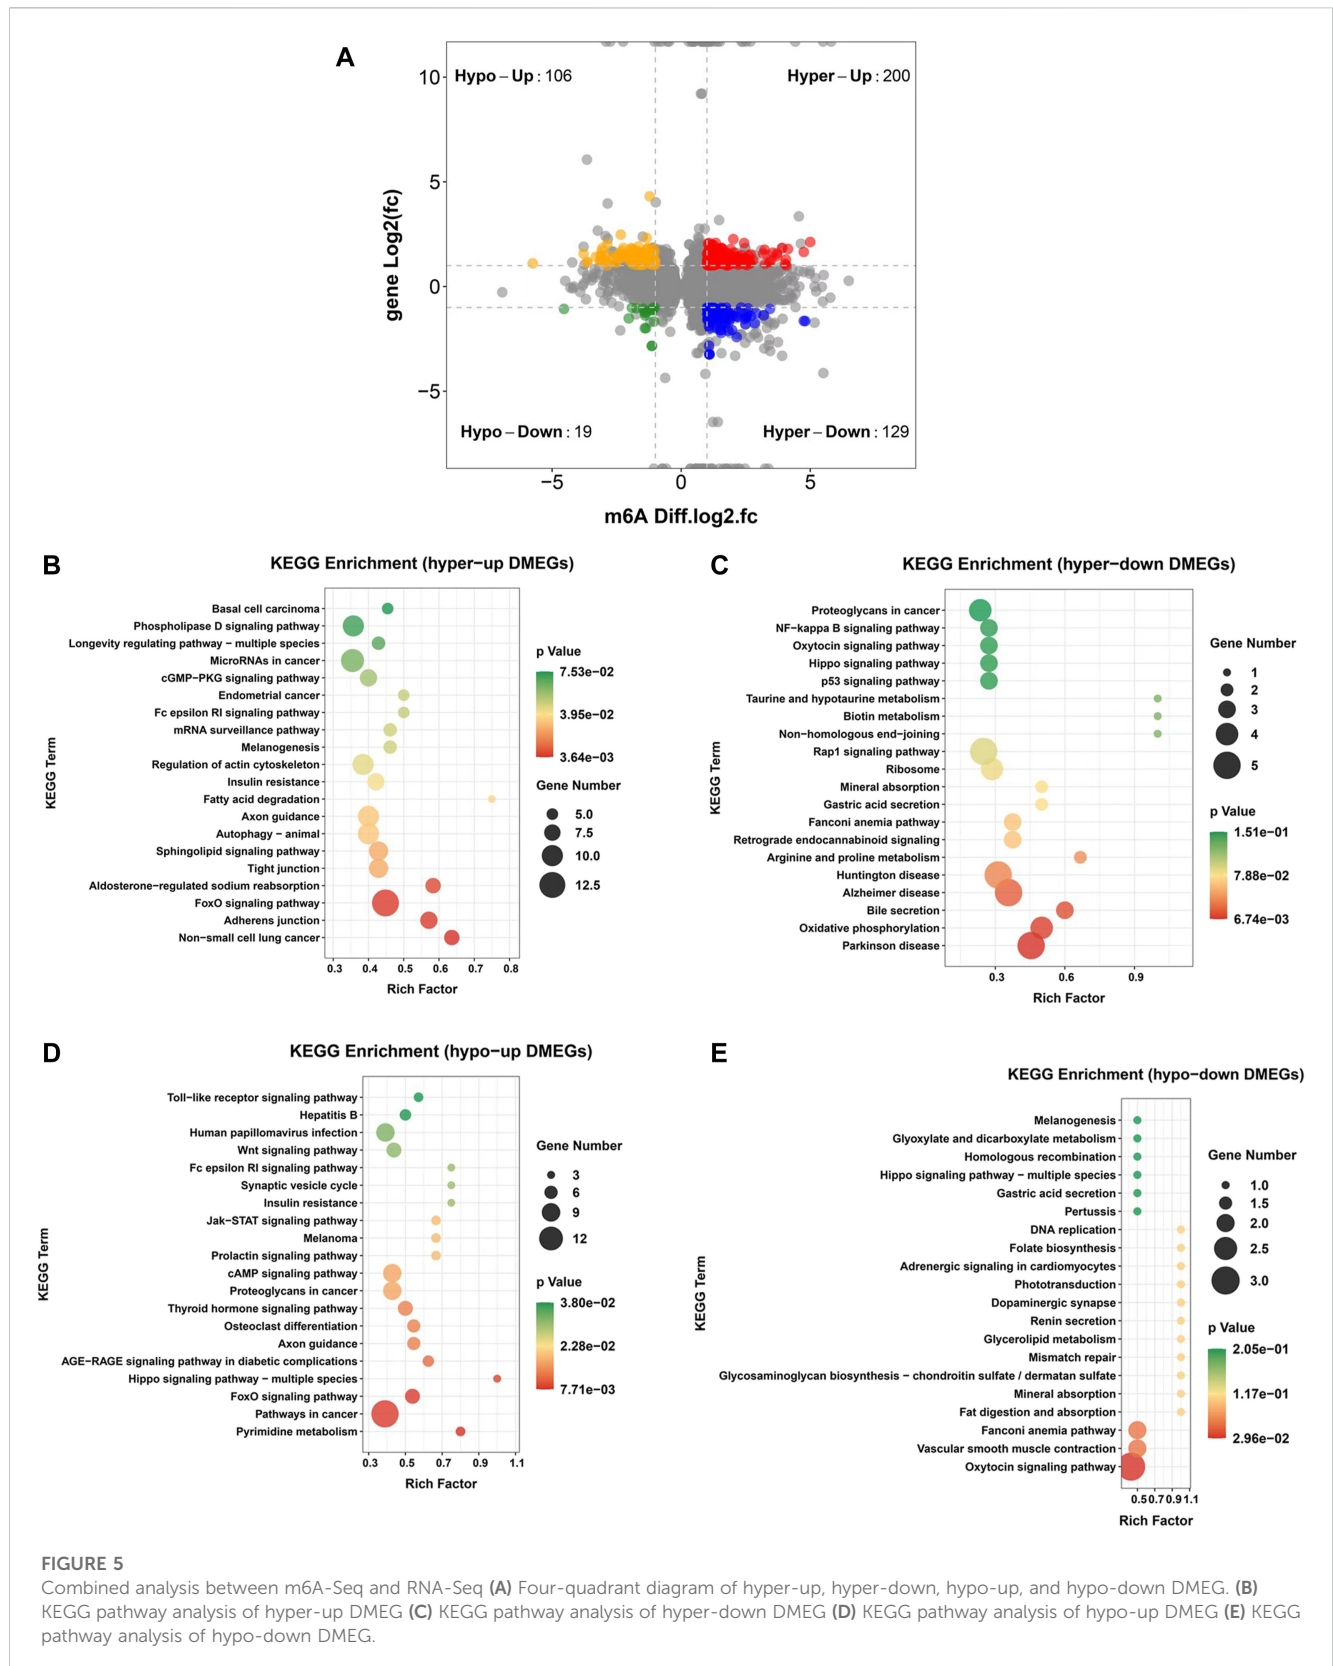 A
Hypo – Up : 106
Hyper – Up : 200
10
5
0
−5
gene Log2(fc)
Hypo – Down : 19
Hyper – Down : 129
−5
0
5
m6A Diff.log2.fc
B
KEGG Enrichment (hyper−up DMEGs)
KEGG Term
Basal cell carcinoma
Phospholipase D signaling pathway
Longevity regulating pathway − multiple species
MicroRNAs in cancer
cGMP−PKG signaling pathway
Endometrial cancer
Fc epsilon RI signaling pathway
mRNA surveillance pathway
Melanogenesis
Regulation of actin cytoskeleton
Insulin resistance
Fatty acid degradation
Axon guidance
Autophagy − animal
Sphingolipid signaling pathway
Tight junction
Aldosterone−regulated sodium reabsorption
FoxO signaling pathway
Adherens junction
Non−small cell lung cancer
0.3 0.4 0.5 0.6 0.7 0.8
Rich Factor
p Value
7.53e−02
3.95e−02
3.64e−03
Gene Number
5.0
7.5
10.0
12.5
C
KEGG Enrichment (hyper−down DMEGs)
KEGG Term
Proteoglycans in cancer
NF−kappa B signaling pathway
Oxytocin signaling pathway
Hippo signaling pathway
p53 signaling pathway
Taurine and hypotaurine metabolism
Biotin metabolism
Non−homologous end−joining
Rap1 signaling pathway
Ribosome
Mineral absorption
Gastric acid secretion
Fanconi anemia pathway
Retrograde endocannabinoid signaling
Arginine and proline metabolism
Huntington disease
Alzheimer disease
Bile secretion
Oxidative phosphorylation
Parkinson disease
0.3 0.6 0.9
Rich Factor
Gene Number
1
2
3
4
5
p Value
1.51e−01
7.88e−02
6.74e−03
D
KEGG Enrichment (hypo−up DMEGs)
KEGG Term
Toll−like receptor signaling pathway
Hepatitis B
Human papillomavirus infection
Wnt signaling pathway
Fc epsilon RI signaling pathway
Synaptic vesicle cycle
Insulin resistance
Jak−STAT signaling pathway
Melanoma
Prolactin signaling pathway
cAMP signaling pathway
Proteoglycans in cancer
Thyroid hormone signaling pathway
Osteoclast differentiation
Axon guidance
AGE−RAGE signaling pathway in diabetic complications
Hippo signaling pathway − multiple species
FoxO signaling pathway
Pathways in cancer
Pyrimidine metabolism
0.3 0.5 0.7 0.9 1.1
Rich Factor
Gene Number
3
6
9
12
p Value
3.80e−02
2.28e−02
7.71e−03
E
KEGG Enrichment (hypo−down DMEGs)
KEGG Term
Melanogenesis
Glyoxylate and dicarboxylate metabolism
Homologous recombination
Hippo signaling pathway − multiple species
Gastric acid secretion
Pertussis
DNA replication
Folate biosynthesis
Adrenergic signaling in cardiomyocytes
Phototransduction
Dopaminergic synapse
Renin secretion
Glycerolipid metabolism
Mismatch repair
Glycosaminoglycan biosynthesis − chondroitin sulfate / dermatan sulfate
Mineral absorption
Fat digestion and absorption
Fanconi anemia pathway
Vascular smooth muscle contraction
Oxytocin signaling pathway
0.5 0.7 0.9 1.1
Rich Factor
Gene Number
1.0
1.5
2.0
2.5
3.0
p Value
2.05e−01
1.17e−01
2.96e−02
FIGURE 5
Combined analysis between m6A-Seq and RNA-Seq (A) Four-quadrant diagram of hyper-up, hyper-down, hypo-up, and hypo-down DMEG. (B)
KEGG pathway analysis of hyper-up DMEG (C) KEGG pathway analysis of hyper-down DMEG (D) KEGG pathway analysis of hypo-up DMEG (E) KEGG
pathway analysis of hypo-down DMEG.